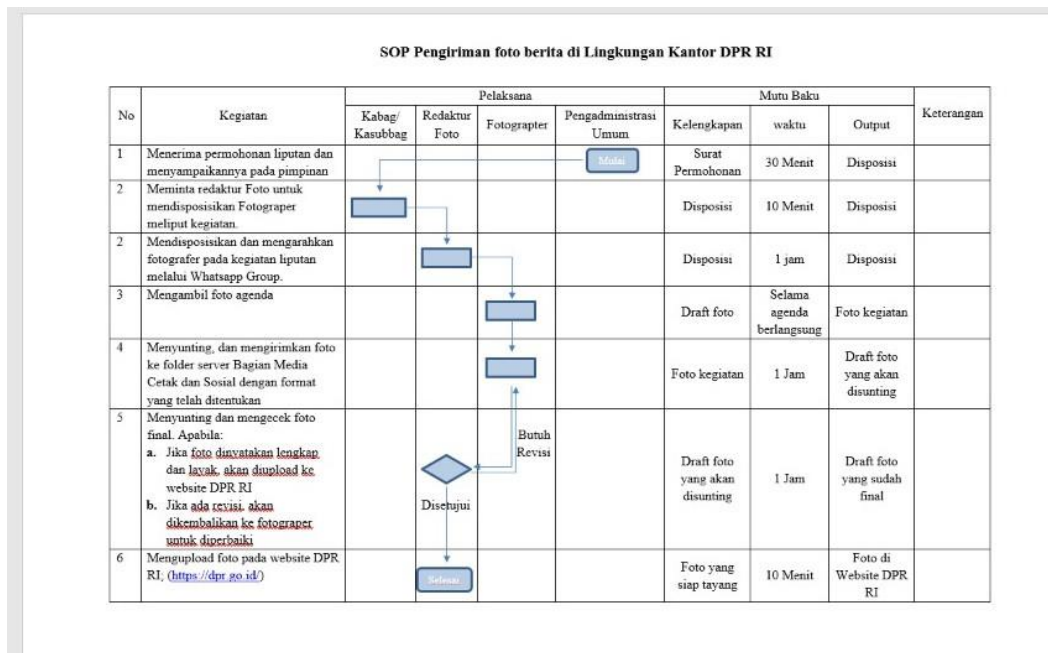 SOP Pengiriman foto berita di Lingkungan Kantor DPR RI
No
Kegiatan
Pelaksana
Mutu Baku
Keterangan
Kabag/
Kasubbag
Redaktur
Foto
Fotograpter
Pengadministrasi
Umum
Kelengkapan
waktu
Output
1
Menerima permohonan liputan dan
menyampaikannya pada pimpinan
Mulai
Surat
Permohonan
30 Menit
Disposisi
2
Meminta redaktur Foto untuk
mendisposisikan Fotograper
meliput kegiatan.
Disposisi
10 Menit
Disposisi
2
Mendisposisikan dan mengarahkan
fotografer pada kegiatan liputan
melalui Whatsapp Group.
Disposisi
1 jam
Disposisi
3
Mengambil foto agenda
Draft foto
Selama
agenda
berlangsung
Foto kegiatan
4
Menyunting, dan mengirimkan foto
ke folder server Bagian Media
Cetak dan Sosial dengan format
yang telah ditentukan
Foto kegiatan
1 Jam
Draft foto
yang akan
disunting
5
Menyunting dan mengecek foto
final. Apabila:
a. Jika foto dinyatakan lengkap
dan layak, akan diupload ke
website DPR RI
b. Jika ada revisi, akan
dikembalikan ke fotograper
untuk diperbaiki
Butuh
Revisi
Disetujui
Draft foto
yang akan
disunting
1 Jam
Draft foto
yang sudah
final
6
Mengupload foto pada website DPR
RI; (https://dpr.go.id/)
Selesai
Foto yang
siap tayang
10 Menit
Foto di
Website DPR
RI